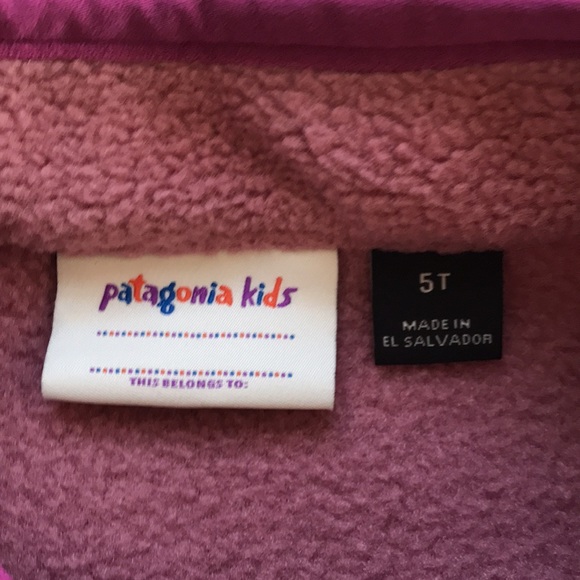 patagonia kids
THIS BELONGS TO:
5T
MADE IN
EL SALVADOR